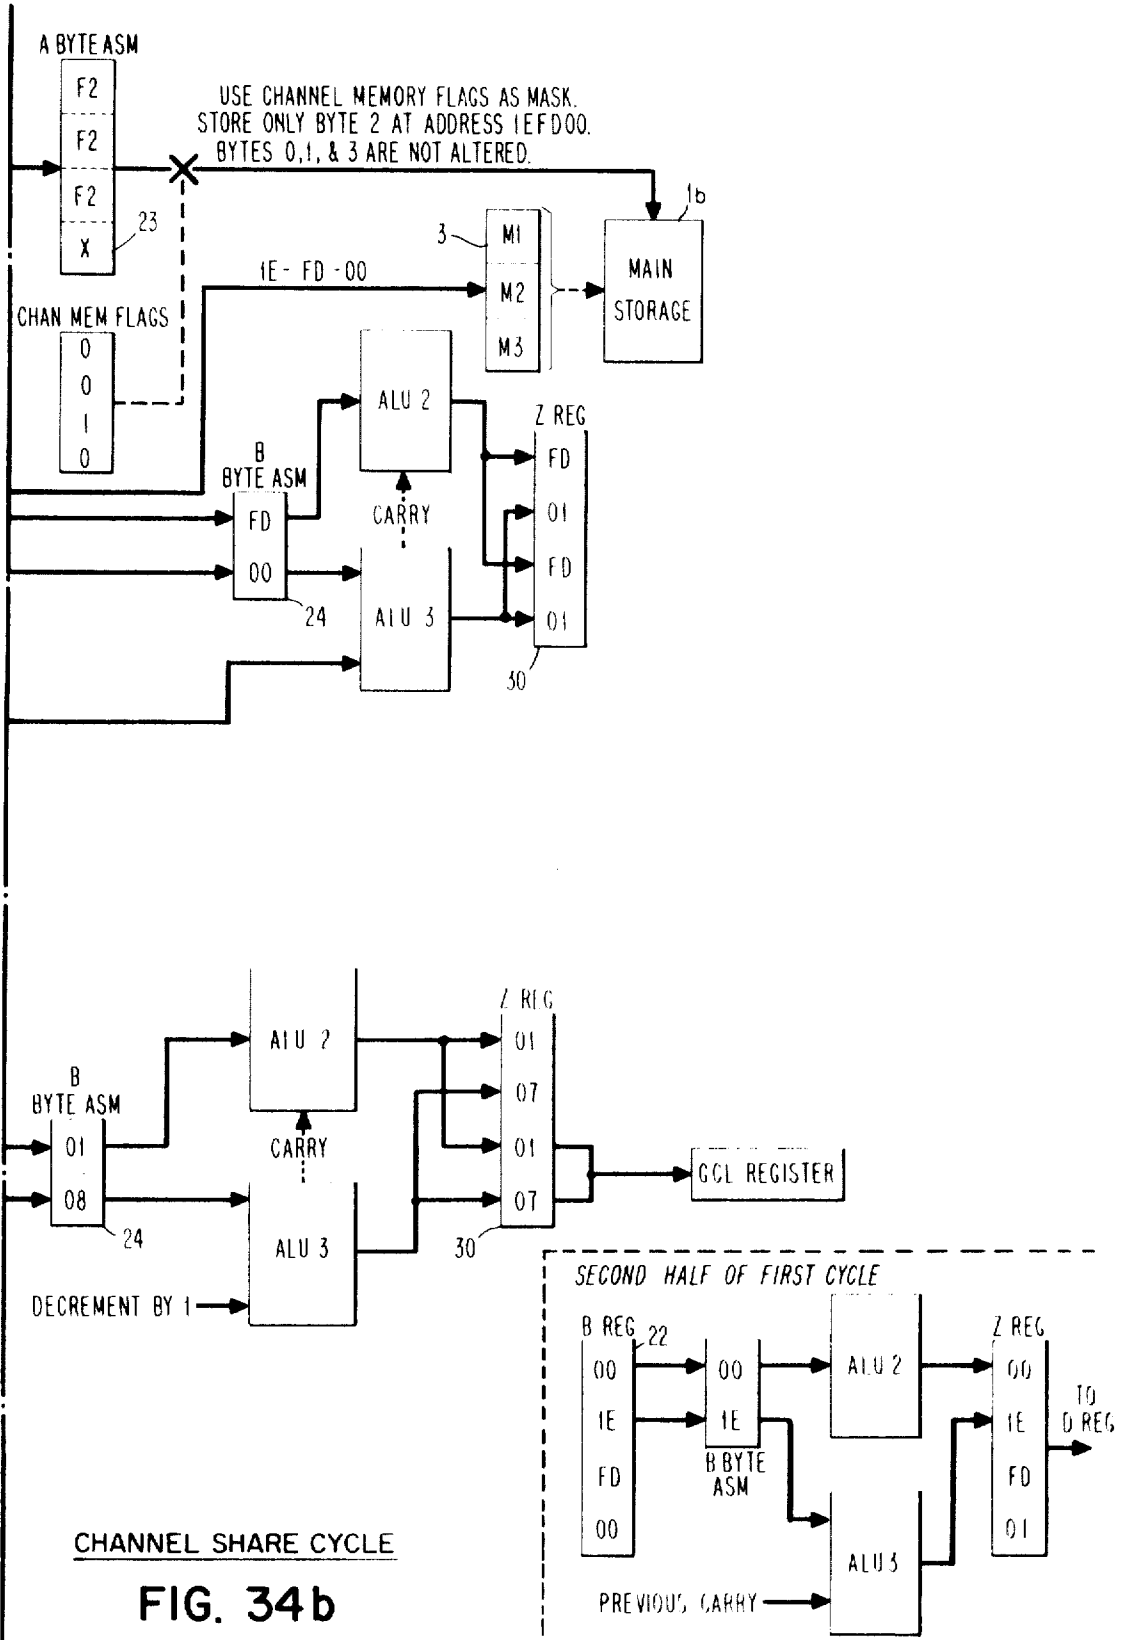 A BYTE ASM
F2
F2
F2
X
23
USE CHANNEL MEMORY FLAGS AS MASK.
STORE ONLY BYTE 2 AT ADDRESS 1EFD00.
BYTES 0,1, & 3 ARE NOT ALTERED.
1b
3
M1
M2
M3
MAIN
STORAGE
1E-FD-00
CHAN MEM FLAGS
0
0
1
0
ALU 2
Z REG
FD
01
FD
01
30
B
BYTE ASM
FD
00
24
CARRY
ALU 3
ALU 2
Z REG
01
07
01
07
30
B
BYTE ASM
01
08
24
CARRY
GCL REGISTER
ALU 3
DECREMENT BY 1
SECOND HALF OF FIRST CYCLE
B REG
22
00
1E
FD
00
00
1E
B BYTE
ASM
ALU 2
Z REG
00
1E
FD
01
TO
D REG
ALU 3
PREVIOUS CARRY
CHANNEL SHARE CYCLE
FIG. 34b